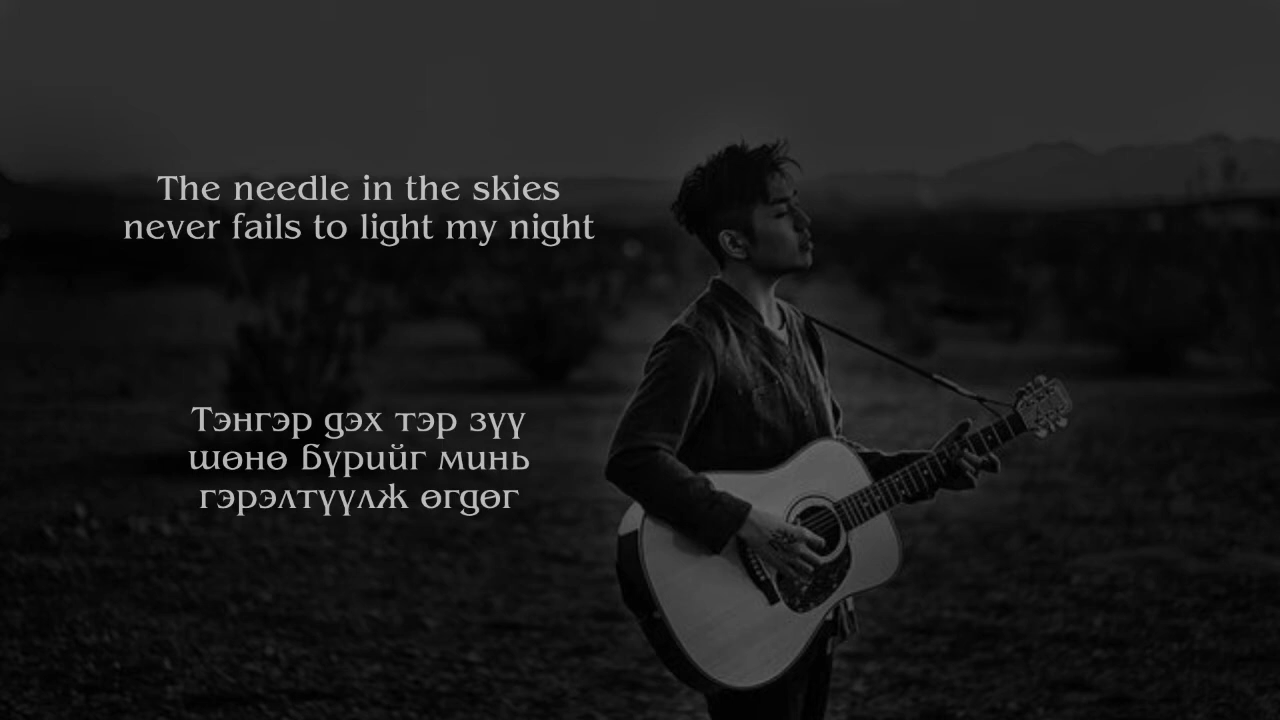 The needle in the skies
never fails to light my night
Тэнгэр дэх тэр зүү
шөнө бүрийг минь
гэрэлтүүлж өгдөг